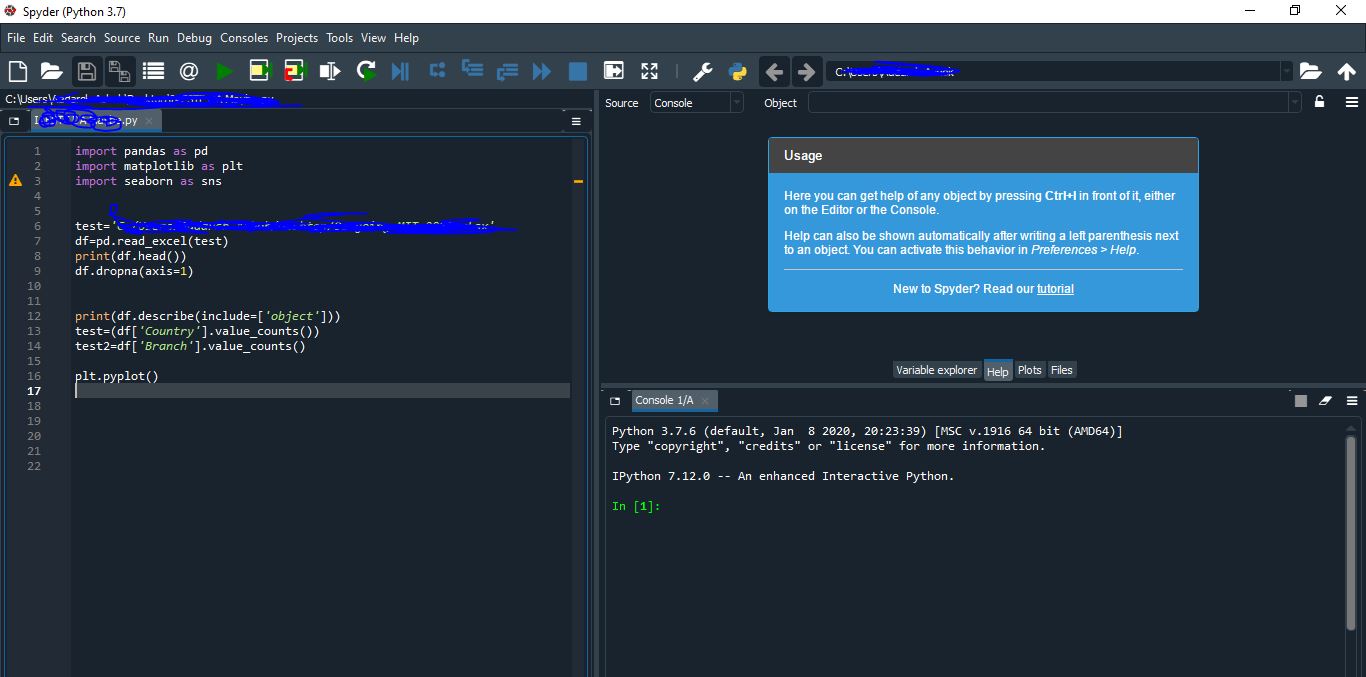 Spyder (Python 3.7)
File Edit Search Source Run Debug Consoles Projects Tools View Help
C:\Users\
C:\Users\
.py
1 import pandas as pd
2 import matplotlib as plt
3 import seaborn as sns
4
5
6 test='
7 df=pd.read_excel(test)
8 print(df.head())
9 df.dropna(axis=1)
10
11
12 print(df.describe(include=['object']))
13 test=(df['Country'].value_counts())
14 test2=df['Branch'].value_counts()
15
16 plt.pyplot()
17
18
19
20
21
22
Source Console Object
Usage
Here you can get help of any object by pressing Ctrl+I in front of it, either
on the Editor or the Console.
Help can also be shown automatically after writing a left parenthesis next
to an object. You can activate this behavior in Preferences > Help.
New to Spyder? Read our tutorial
Variable explorer Help Plots Files
Console 1/A
Python 3.7.6 (default, Jan 8 2020, 20:23:39) [MSC v.1916 64 bit (AMD64)]
Type "copyright", "credits" or "license" for more information.
IPython 7.12.0 -- An enhanced Interactive Python.
In [1]: